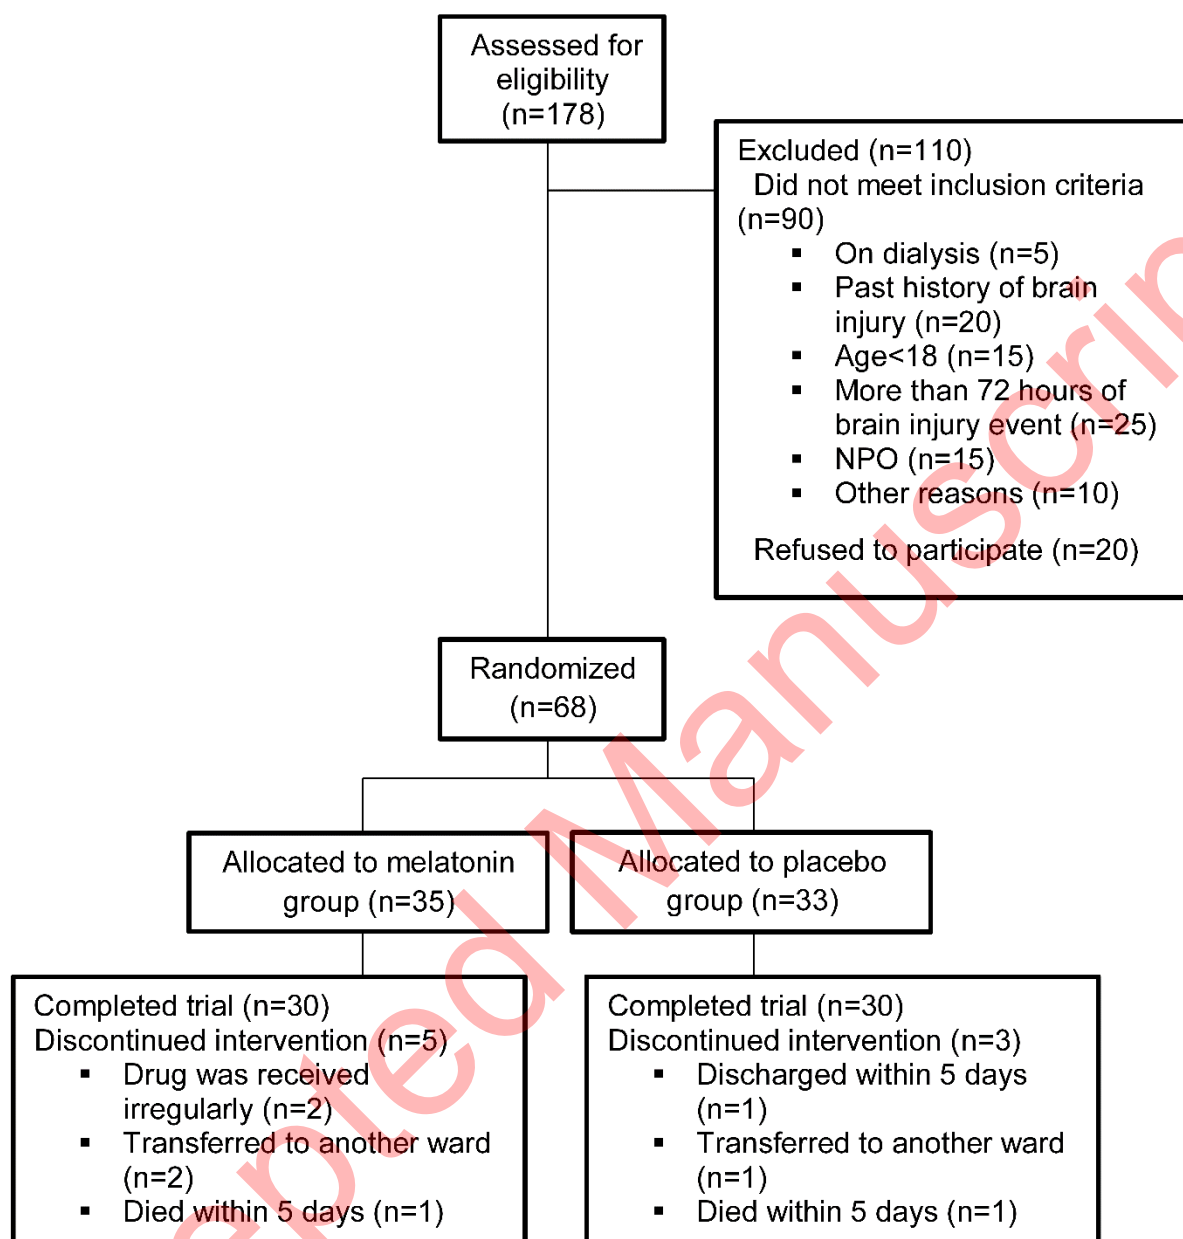 Assessed for
eligibility
(n=178)
Excluded (n=110)
Did not meet inclusion criteria
(n=90)
▪ On dialysis (n=5)
▪ Past history of brain
injury (n=20)
▪ Age<18 (n=15)
▪ More than 72 hours of
brain injury event (n=25)
▪ NPO (n=15)
▪ Other reasons (n=10)
Refused to participate (n=20)
Randomized
(n=68)
Allocated to melatonin
group (n=35)
Allocated to placebo
group (n=33)
Completed trial (n=30)
Discontinued intervention (n=5)
▪ Drug was received
irregularly (n=2)
▪ Transferred to another ward
(n=2)
▪ Died within 5 days (n=1)
Completed trial (n=30)
Discontinued intervention (n=3)
▪ Discharged within 5 days
(n=1)
▪ Transferred to another ward
(n=1)
▪ Died within 5 days (n=1)
epted Manuscrip